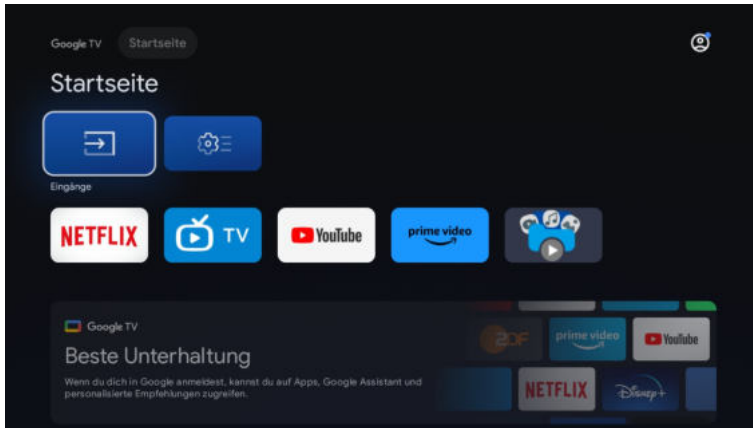 Google TV
Startseite
Startseite
Eingänge
NETFLIX
TV
YouTube
prime video
Google TV
Beste Unterhaltung
Wenn du dich in Google anmeldest, kannst du auf Apps, Google Assistant und
personalisierte Empfehlungen zugreifen.
ZDF
prime video
YouTube
NETFLIX
Disney+